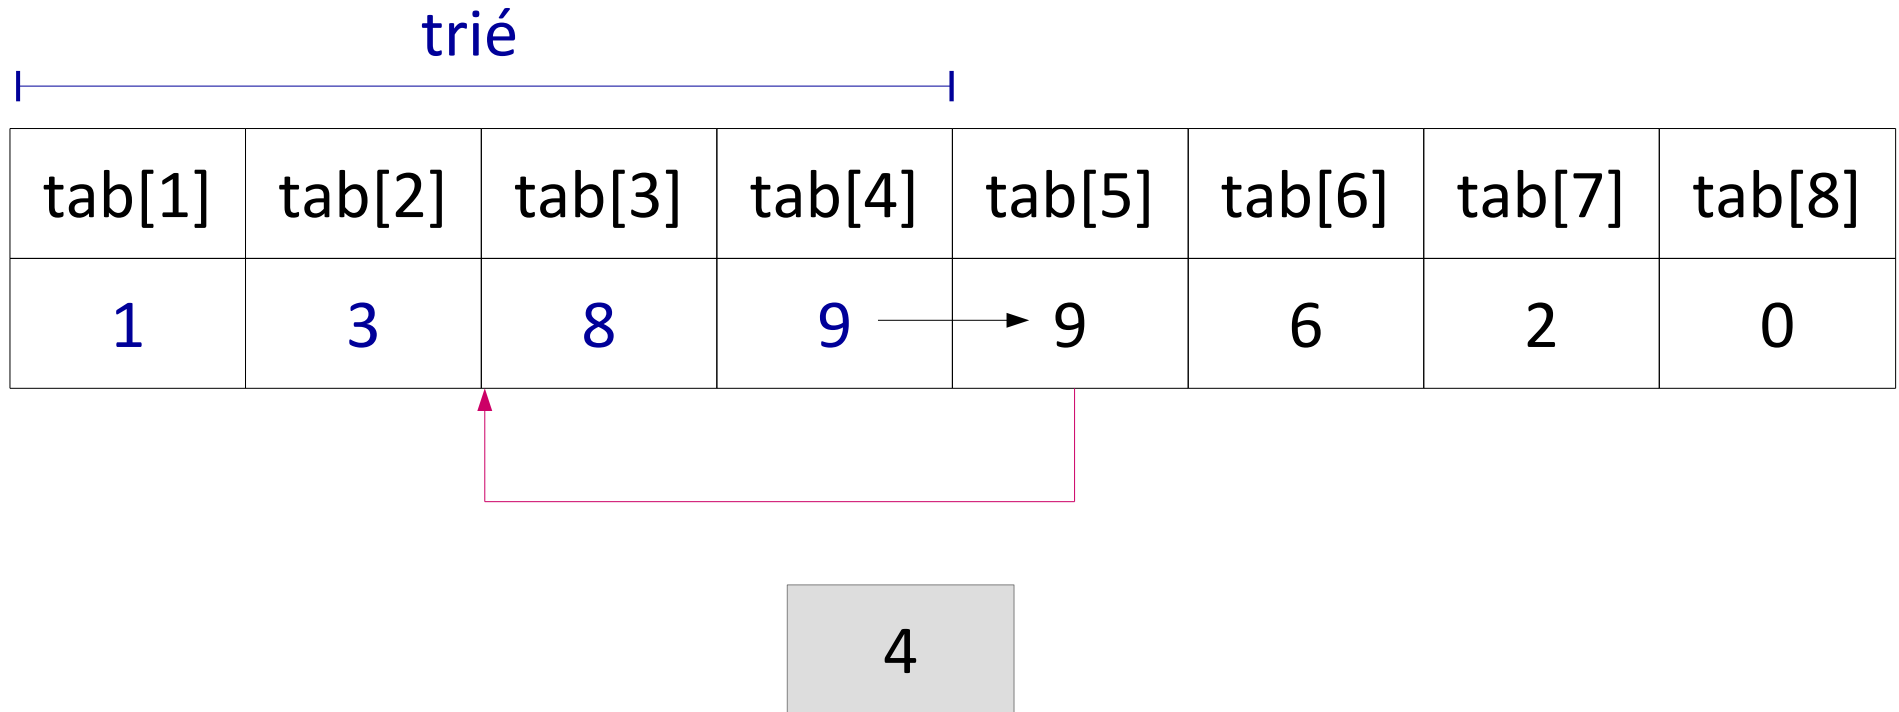 trié
tab[1] tab[2] tab[3] tab[4] tab[5] tab[6] tab[7] tab[8]
1 3 8 9 9 6 2 0
4